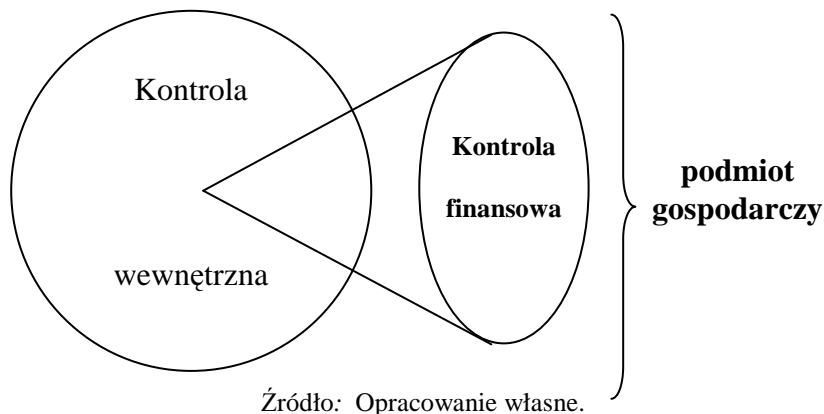 Kontrola
wewnętrzna
Kontrola
finansowa
podmiot
gospodarczy
Źródło: Opracowanie własne.